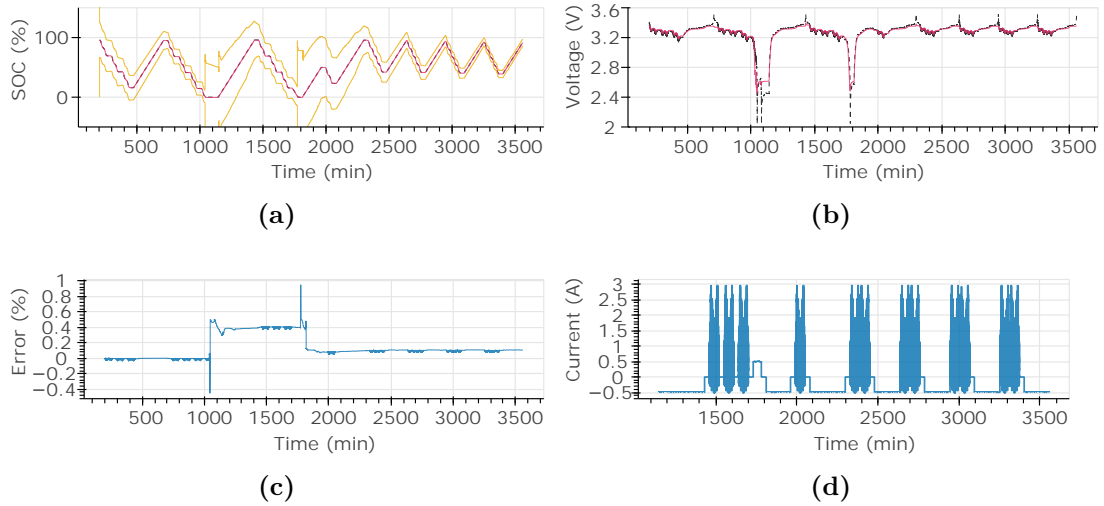 SOC (%)
100
0
500 1000 1500 2000 2500 3000 3500
Time (min)
(a)
Voltage (V)
3.6
3.2
2.8
2.4
2
500 1000 1500 2000 2500 3000 3500
Time (min)
(b)
Error (%)
1
0.8
0.6
0.4
0.2
0
−0.2
−0.4
500 1000 1500 2000 2500 3000 3500
Time (min)
(c)
Current (A)
3
2.5
2
1.5
1
0.5
0
−0.5
1500 2000 2500 3000 3500
Time (min)
(d)